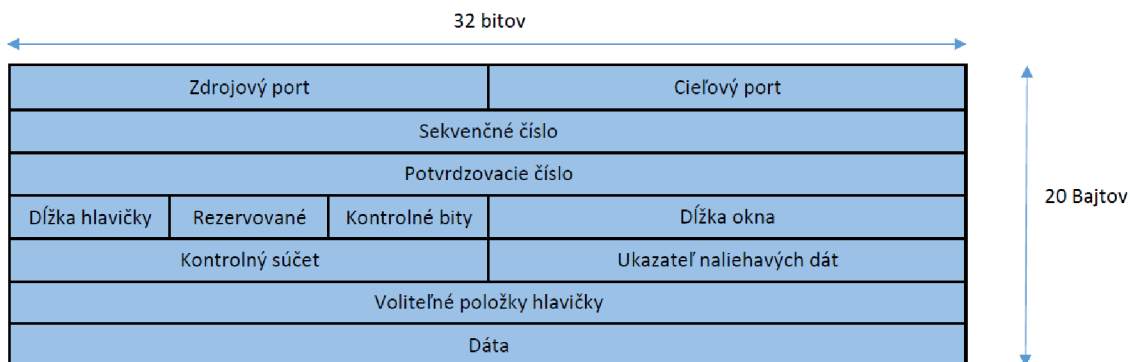 32 bitov
Zdrojový port
Cieľový port
Sekvenčné číslo
Potvrdzovacie číslo
Dĺžka hlavičky
Rezervované
Kontrolné bity
Dĺžka okna
20 Bajtov
Kontrolný súčet
Ukazateľ naliehavých dát
Voliteľné položky hlavičky
Dáta